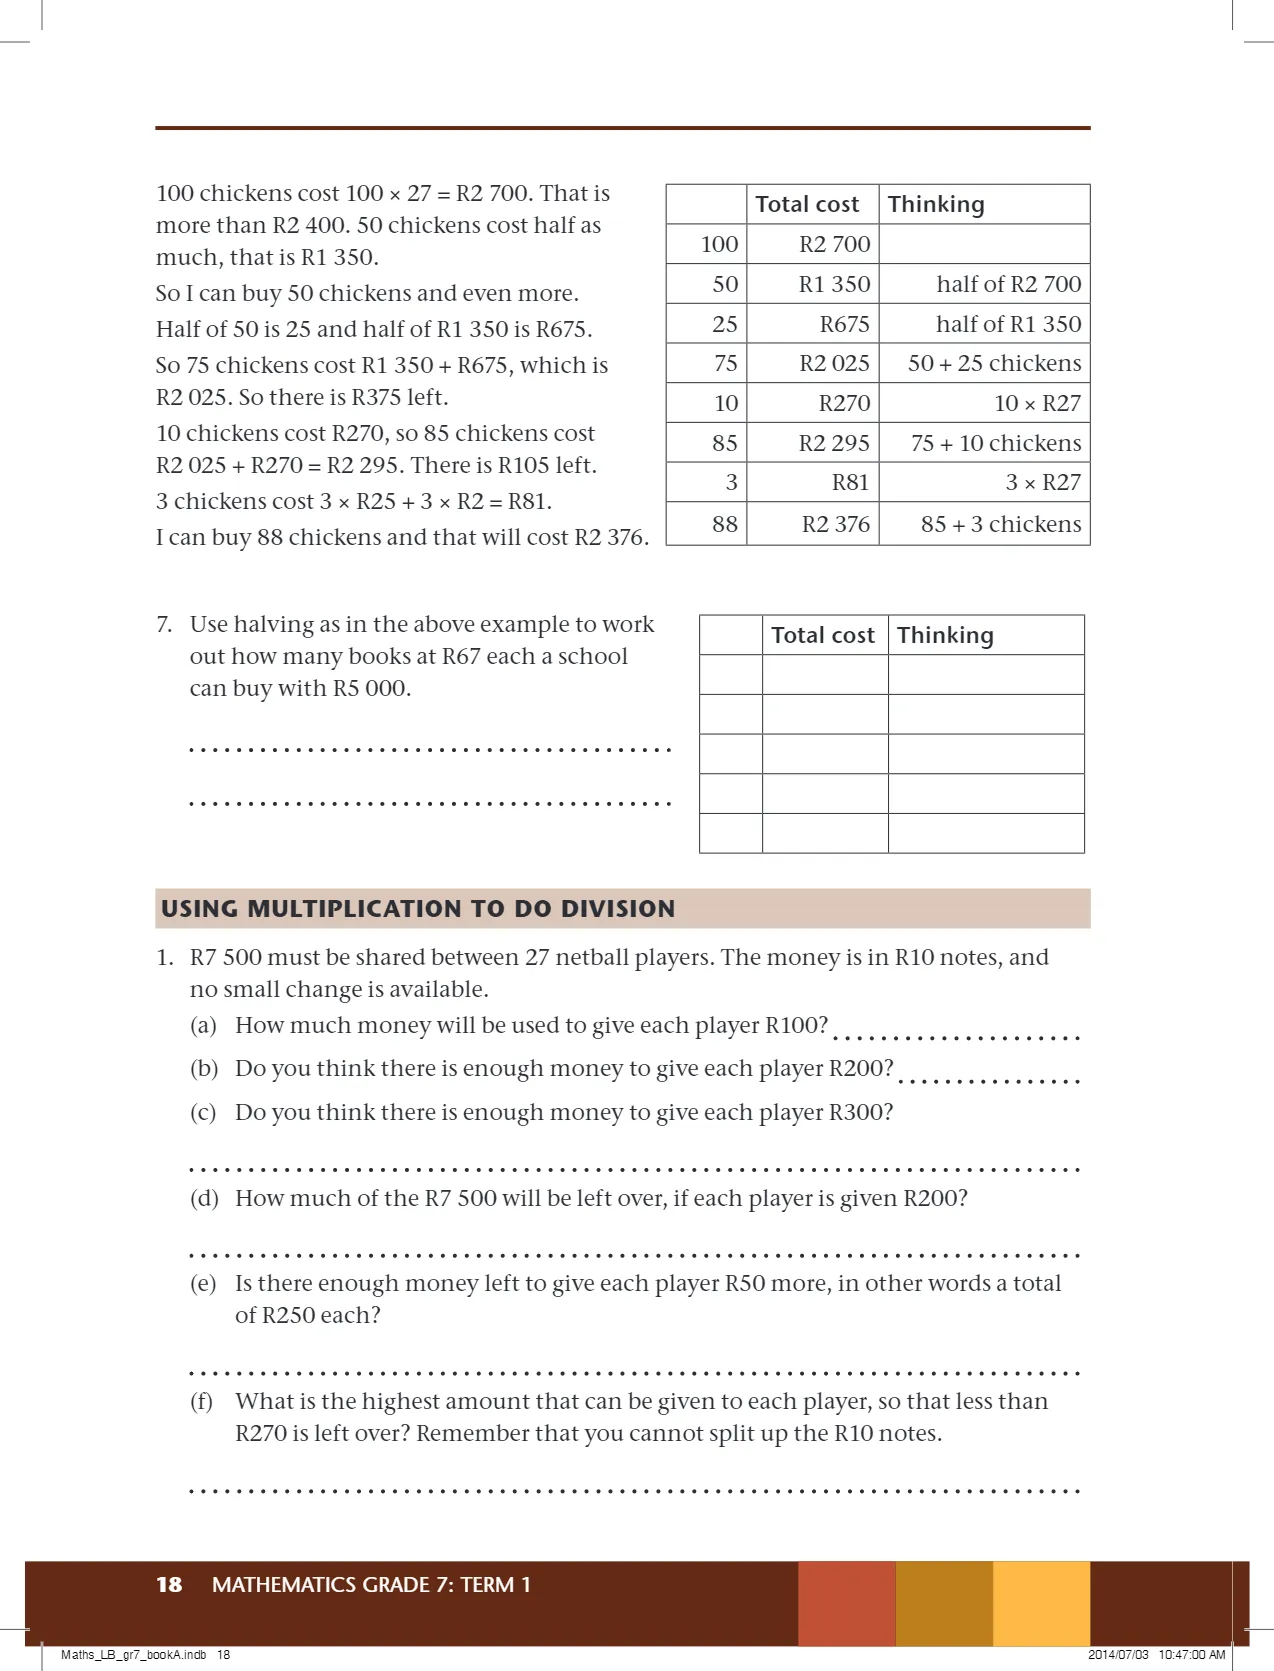 100 chickens cost 100 × 27 = R2 700. That is
more than R2 400. 50 chickens cost half as
much, that is R1 350.
So I can buy 50 chickens and even more.
Half of 50 is 25 and half of R1 350 is R675.
So 75 chickens cost R1 350 + R675, which is
R2 025. So there is R375 left.
10 chickens cost R270, so 85 chickens cost
R2 025 + R270 = R2 295. There is R105 left.
3 chickens cost 3 × R25 + 3 × R2 = R81.
I can buy 88 chickens and that will cost R2 376.
Total cost Thinking
100 R2 700
50 R1 350 half of R2 700
25 R675 half of R1 350
75 R2 025 50 + 25 chickens
10 R270 10 × R27
85 R2 295 75 + 10 chickens
3 R81 3 × R27
88 R2 376 85 + 3 chickens
7. Use halving as in the above example to work
out how many books at R67 each a school
can buy with R5 000.
Total cost Thinking
USING MULTIPLICATION TO DO DIVISION
1. R7 500 must be shared between 27 netball players. The money is in R10 notes, and
no small change is available.
(a) How much money will be used to give each player R100?
(b) Do you think there is enough money to give each player R200?
(c) Do you think there is enough money to give each player R300?
(d) How much of the R7 500 will be left over, if each player is given R200?
(e) Is there enough money left to give each player R50 more, in other words a total
of R250 each?
(f) What is the highest amount that can be given to each player, so that less than
R270 is left over? Remember that you cannot split up the R10 notes.
18 MATHEMATICS GRADE 7: TERM 1
Maths_LB_gr7_bookA.indb 18
2014/07/03 10:47:00 AM